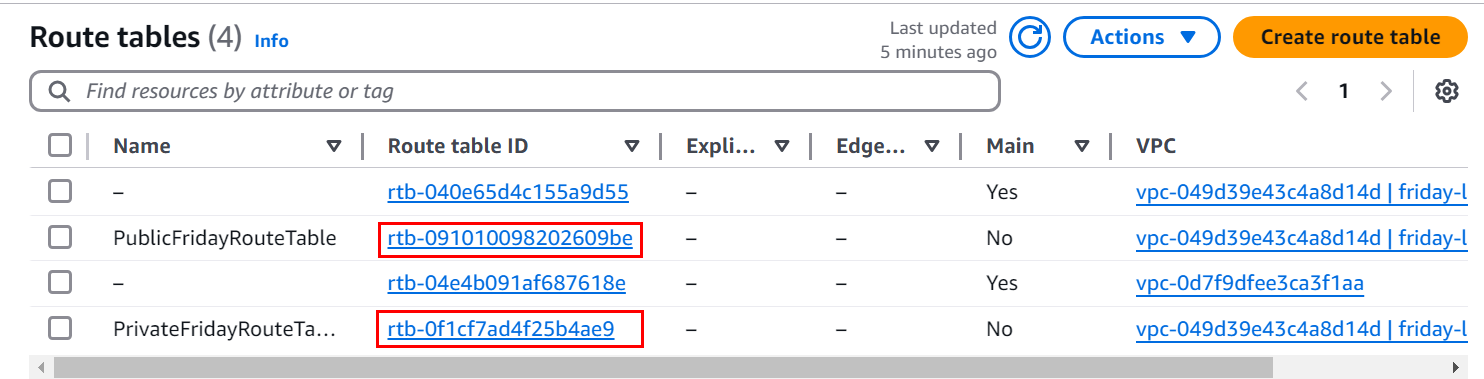 Route tables (4) Info
Last updated
5 minutes ago
Actions
Create route table
Find resources by attribute or tag
1
Name Route table ID Expli... Edge... Main VPC
– rtb-040e65d4c155a9d55 – – Yes vpc-049d39e43c4a8d14d | friday-l
PublicFridayRouteTable rtb-091010098202609be – – No vpc-049d39e43c4a8d14d | friday-l
– rtb-04e4b091af687618e – – Yes vpc-0d7f9dfee3ca3f1aa
PrivateFridayRouteTa... rtb-0f1cf7ad4f25b4ae9 – – No vpc-049d39e43c4a8d14d | friday-l